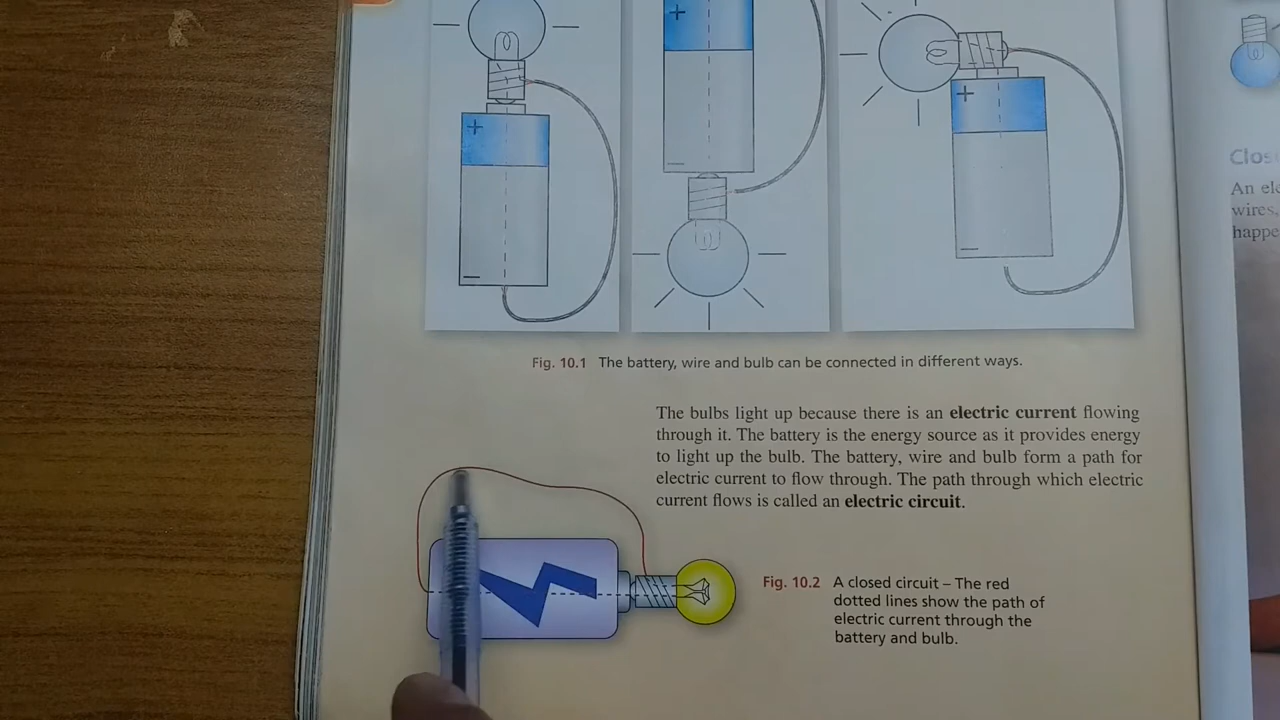 +
+
+
Fig. 10.1 The battery, wire and bulb can be connected in different ways.
The bulbs light up because there is an electric current flowing
through it. The battery is the energy source as it provides energy
to light up the bulb. The battery, wire and bulb form a path for
electric current to flow through. The path through which electric
current flows is called an electric circuit.
Fig. 10.2 A closed circuit – The red
dotted lines show the path of
electric current through the
battery and bulb.
An
wires,